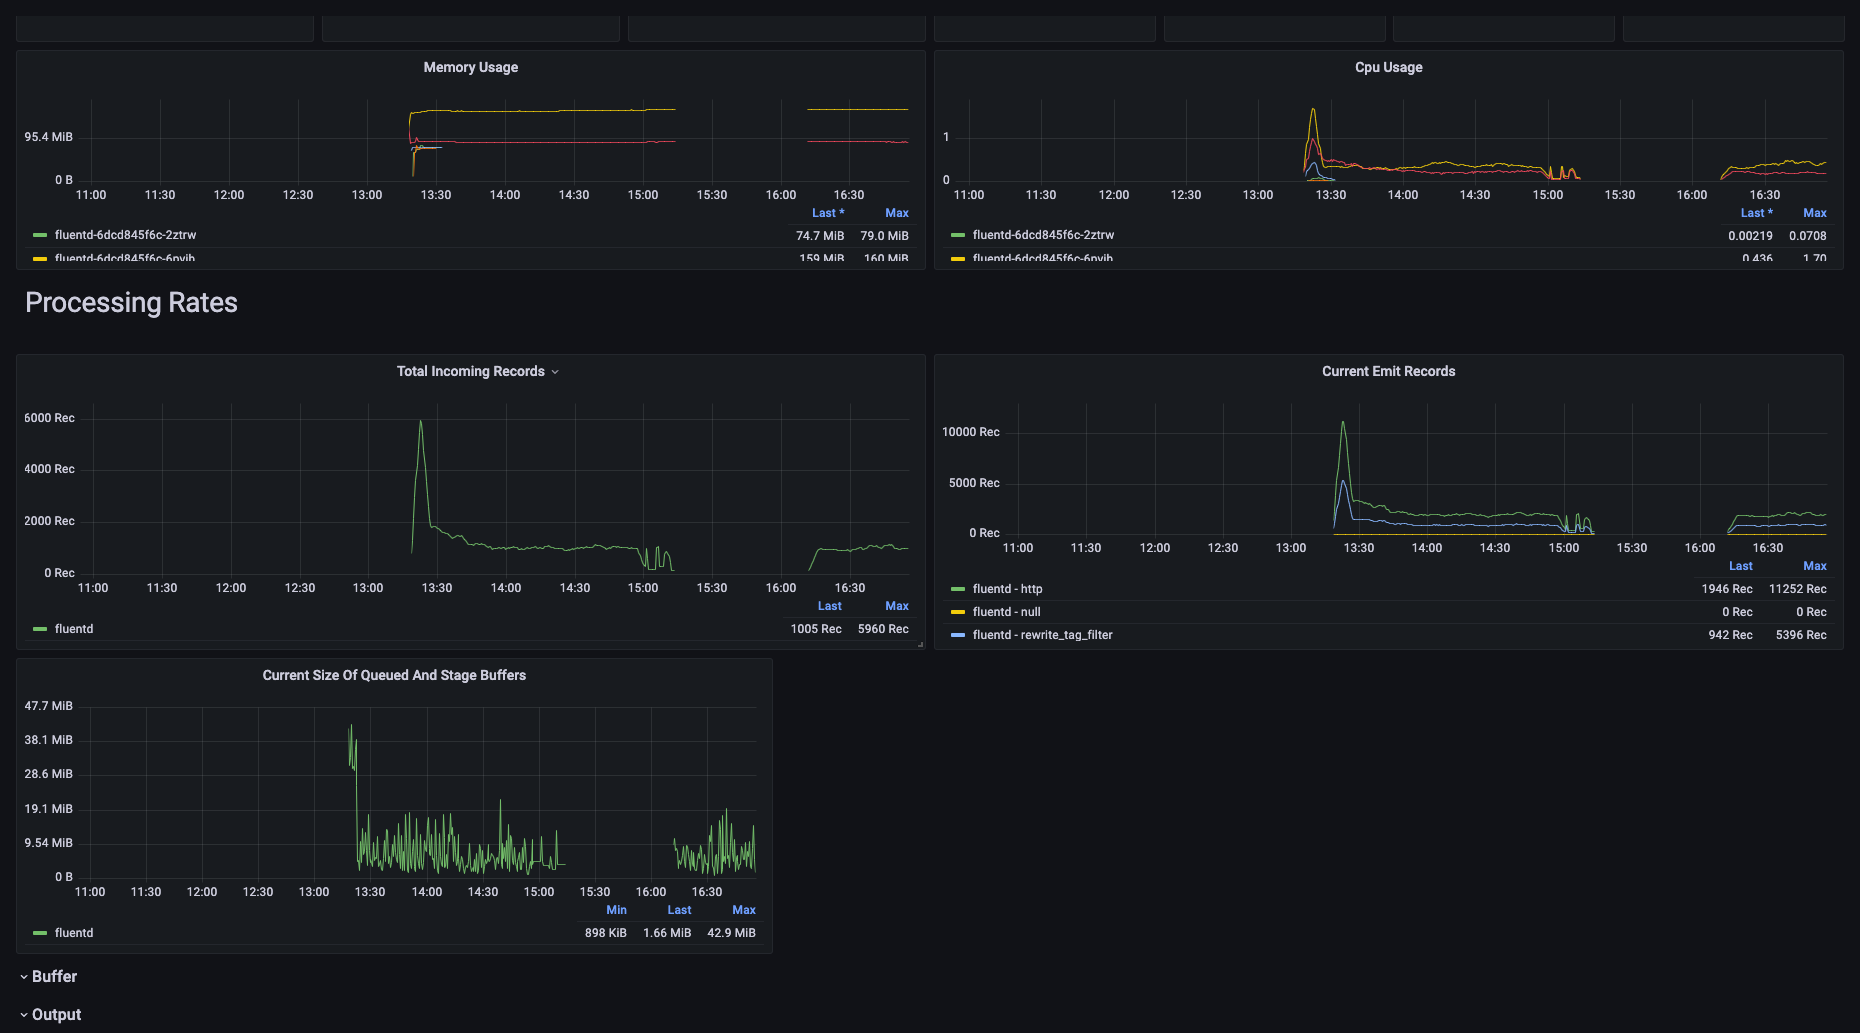 Memory Usage
95.4 MiB
0 B
11:00 11:30 12:00 12:30 13:00 13:30 14:00 14:30 15:00 15:30 16:00 16:30
Last * Max
fluentd-6dcd845f6c-2ztrw 74.7 MiB 79.0 MiB
159 MiB 160 MiB
Cpu Usage
1
0
11:00 11:30 12:00 12:30 13:00 13:30 14:00 14:30 15:00 15:30 16:00 16:30
Last * Max
fluentd-6dcd845f6c-2ztrw 0.00219 0.0708
0.436 1.70
Processing Rates
Total Incoming Records
6000 Rec
4000 Rec
2000 Rec
0 Rec
11:00 11:30 12:00 12:30 13:00 13:30 14:00 14:30 15:00 15:30 16:00 16:30
Last Max
fluentd 1005 Rec 5960 Rec
Current Emit Records
10000 Rec
5000 Rec
0 Rec
11:00 11:30 12:00 12:30 13:00 13:30 14:00 14:30 15:00 15:30 16:00 16:30
Last Max
fluentd - http 1946 Rec 11252 Rec
fluentd - null 0 Rec 0 Rec
fluentd - rewrite_tag_filter 942 Rec 5396 Rec
Current Size Of Queued And Stage Buffers
47.7 MiB
38.1 MiB
28.6 MiB
19.1 MiB
9.54 MiB
0 B
11:00 11:30 12:00 12:30 13:00 13:30 14:00 14:30 15:00 15:30 16:00 16:30
Min Last Max
fluentd 898 KiB 1.66 MiB 42.9 MiB
Buffer
Output